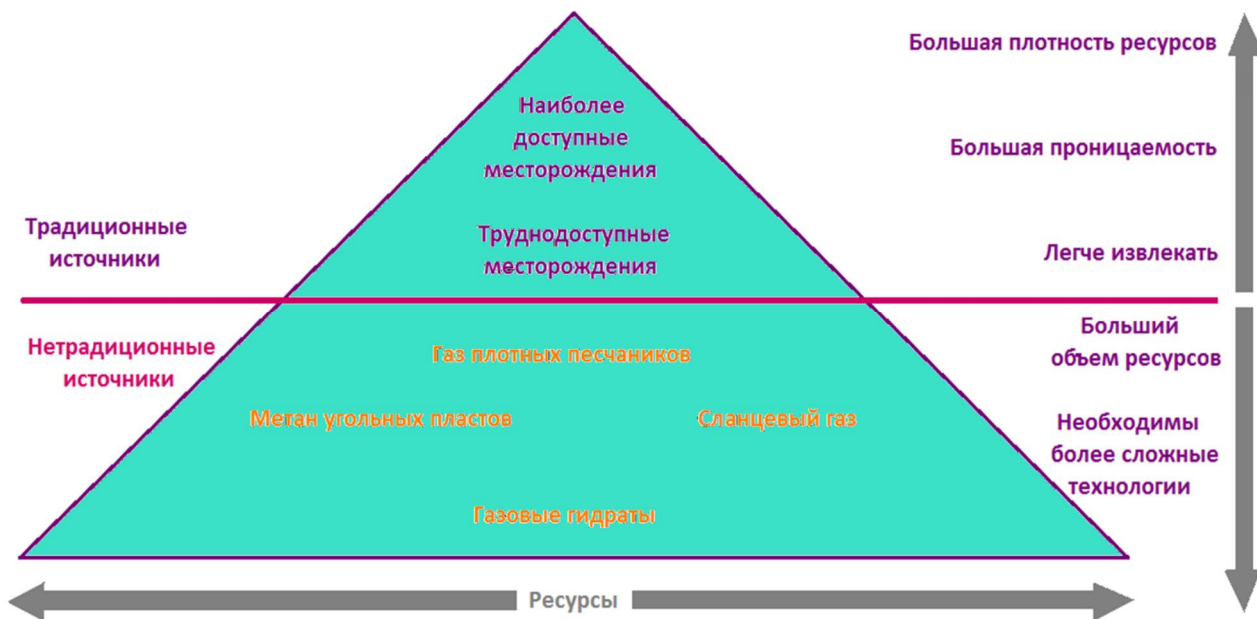 Большая плотность ресурсов
Наиболее
доступные
месторождения
Большая проницаемость
Традиционные
источники
Труднодоступные
месторождения
Легче извлекать
Нетрадиционные
источники
Газ плотных песчаников
Больший
объем ресурсов
Метан угольных пластов
Сланцевый газ
Необходимы
более сложные
технологии
Газовые гидраты
Ресурсы